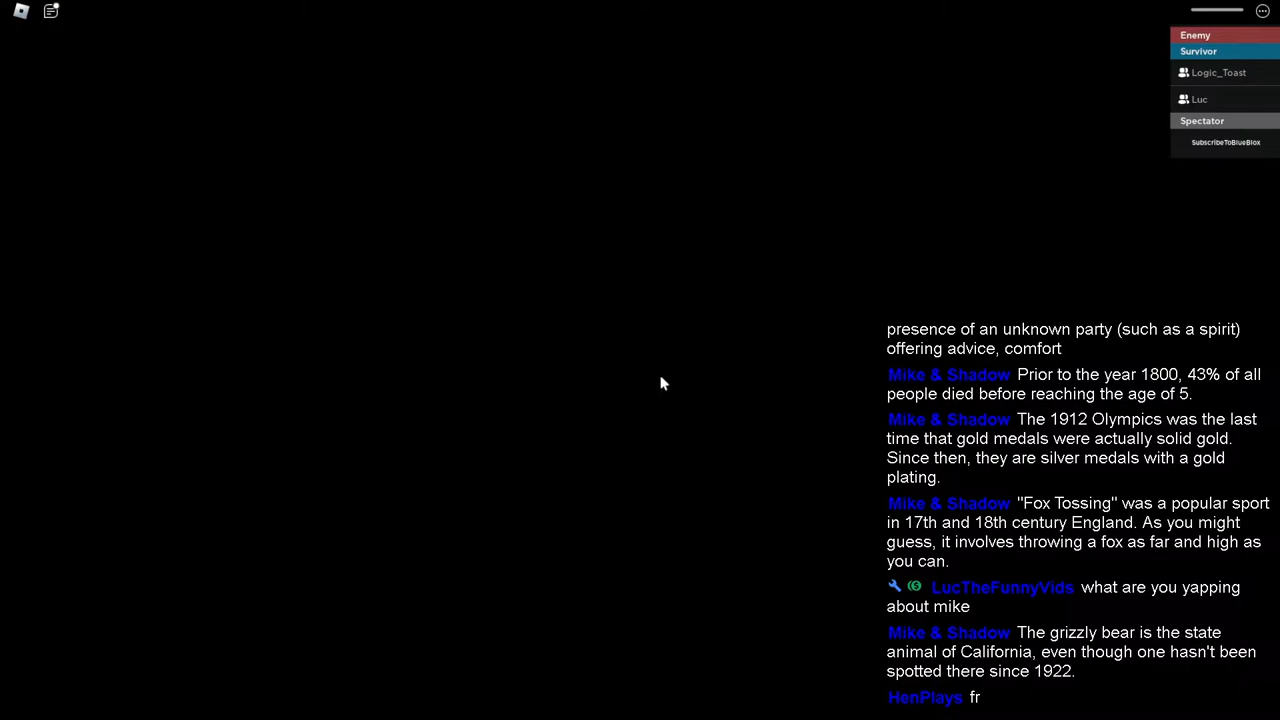 Enemy
Survivor
Logic_Toast
Luc
Spectator
SubscribeToBlueBlox
presence of an unknown party (such as a spirit)
offering advice, comfort
Mike & Shadow Prior to the year 1800, 43% of all
people died before reaching the age of 5.
Mike & Shadow The 1912 Olympics was the last
time that gold medals were actually solid gold.
Since then, they are silver medals with a gold
plating.
Mike & Shadow "Fox Tossing" was a popular sport
in 17th and 18th century England. As you might
guess, it involves throwing a fox as far and high as
you can.
LucTheFunnyVids what are you yapping
about mike
Mike & Shadow The grizzly bear is the state
animal of California, even though one hasn't been
spotted there since 1922.
HenPlays fr